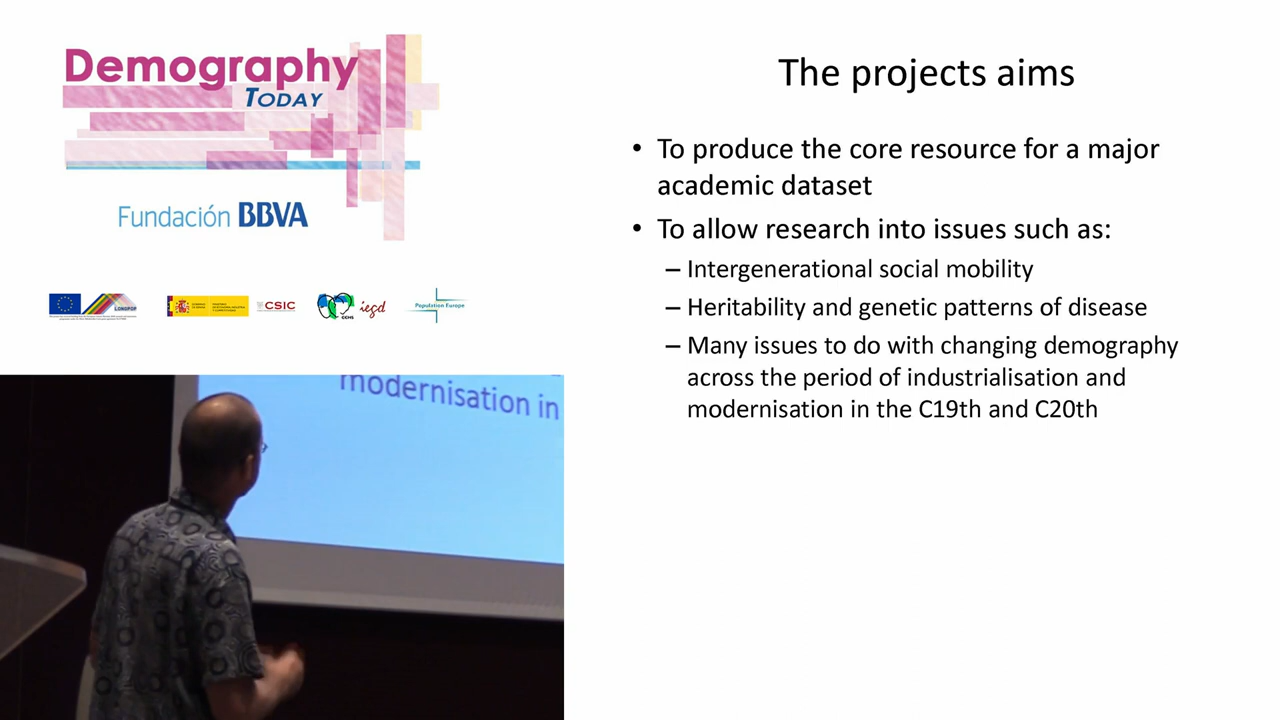 Demography
TODAY
Fundación BBVA
LONGPOP
CSIC
CCHS
iegd
Population Europe
The projects aims
• To produce the core resource for a major
academic dataset
• To allow research into issues such as:
– Intergenerational social mobility
– Heritability and genetic patterns of disease
– Many issues to do with changing demography
across the period of industrialisation and
modernisation in the C19th and C20th
modernisation in